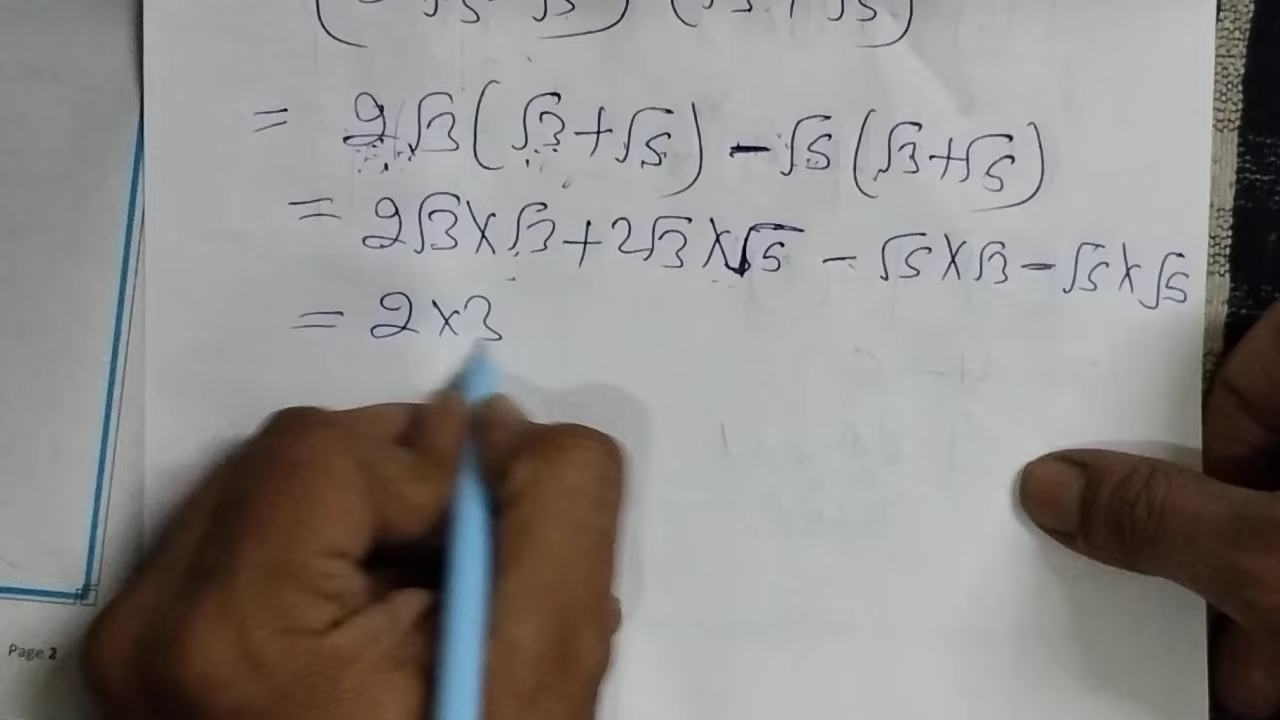 = 2√3(√3+√5) - √5(√3+√5)
= 2√3×√3+2√3×√5 - √5×√3-√5×√5
= 2×3
Page 2